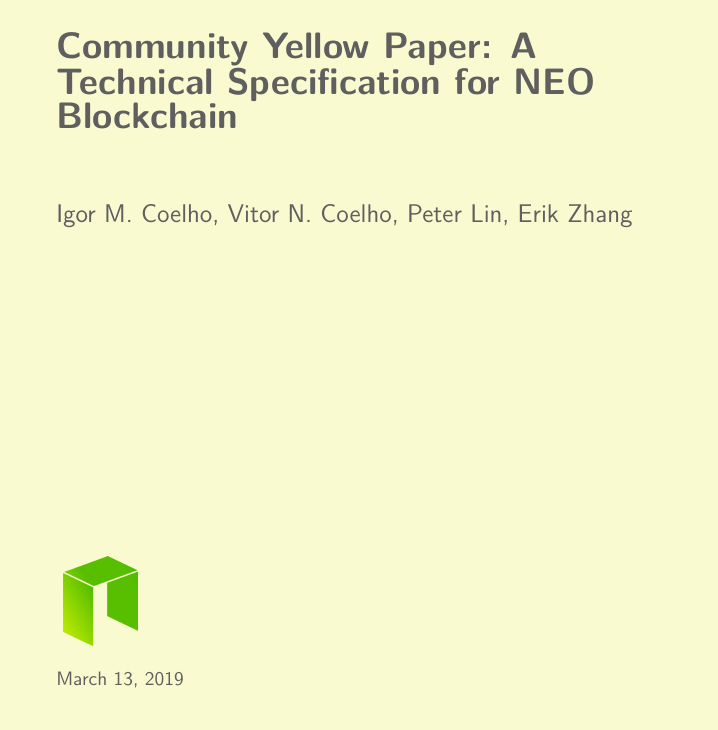 Community Yellow Paper: A
Technical Specification for NEO
Blockchain
Igor M. Coelho, Vitor N. Coelho, Peter Lin, Erik Zhang
March 13, 2019